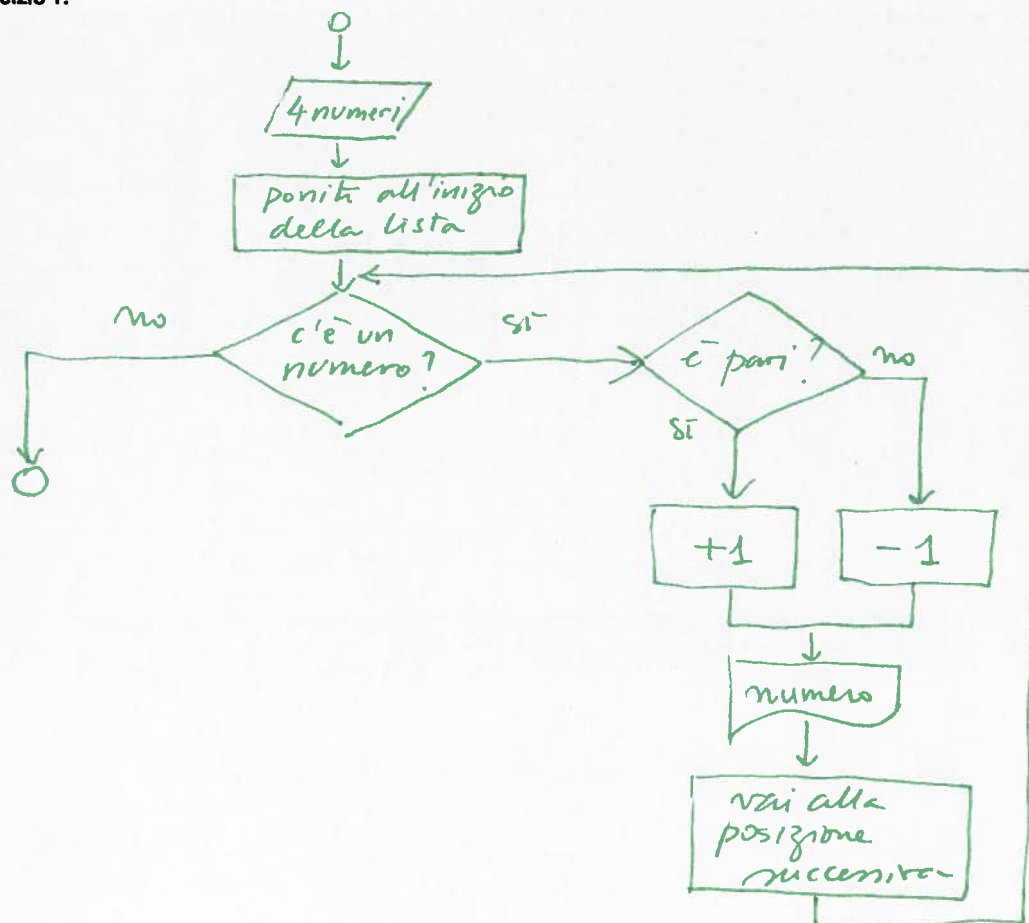 4 numeri
poniti all'inizio
della lista
c'è un
numero?
no
sì
è pari?
no
sì
+1
- 1
numero
vai alla
posizione
successiva